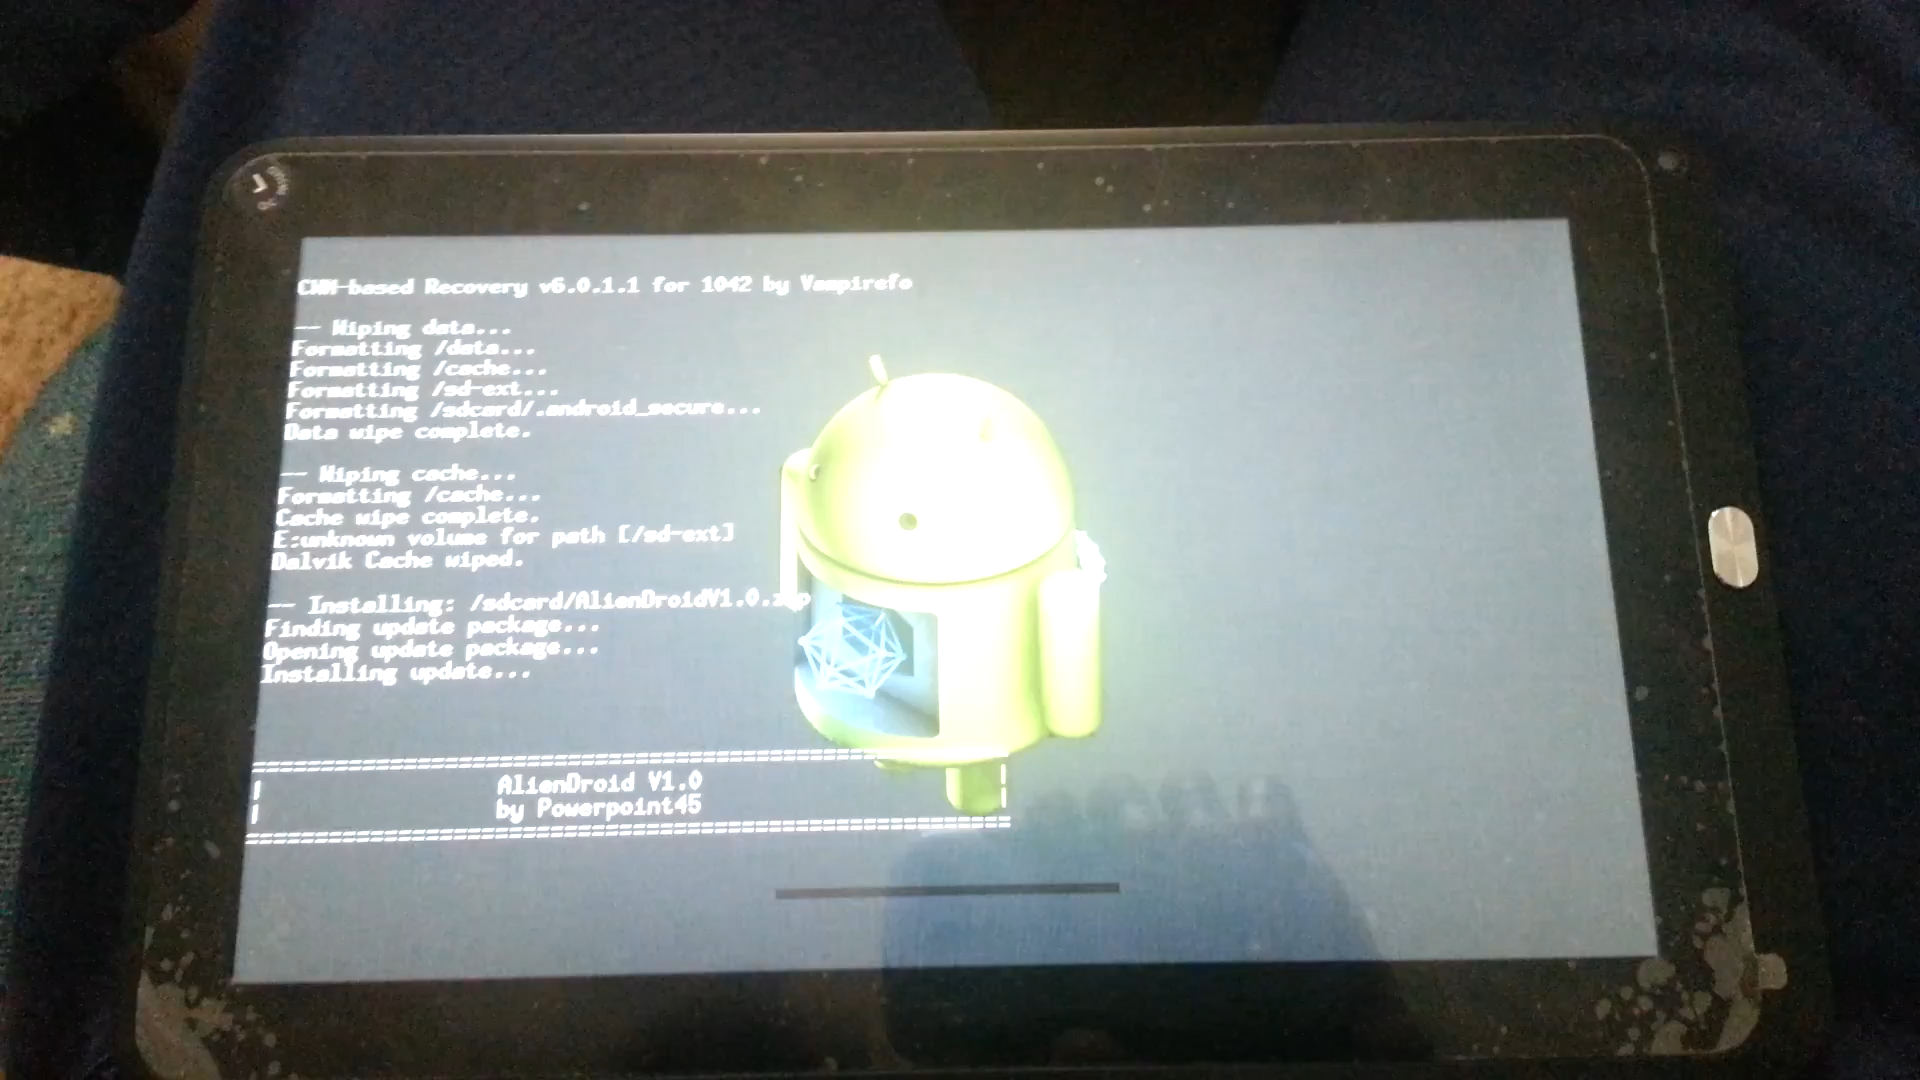 CWM-based Recovery v6.0.1.1 for 1042 by Vampirefo
-- Wiping data...
Formatting /data...
Formatting /cache...
Formatting /sd-ext...
Formatting /sdcard/.android_secure...
Data wipe complete.
-- Wiping cache...
Formatting /cache...
Cache wipe complete.
E:unknown volume for path [/sd-ext]
Dalvik Cache wiped.
-- Installing: /sdcard/AlienDroidV1.0.zip
Finding update package...
Opening update package...
Installing update...
==================================================
| AlienDroid V1.0 |
| by Powerpoint45
==================================================